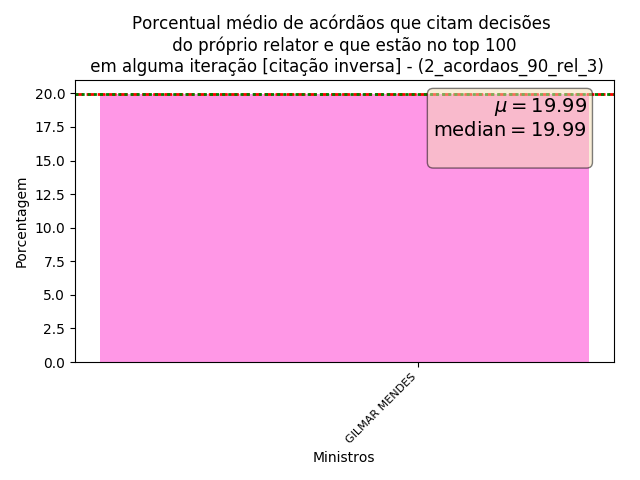 Porcentual médio de acórdãos que citam decisões
do próprio relator e que estão no top 100
em alguma iteração [citação inversa] - (2_acordaos_90_rel_3)
20.0
17.5
15.0
12.5
10.0
7.5
5.0
2.5
0.0
Porcentagem
μ = 19.99
median = 19.99
GILMAR MENDES
Ministros